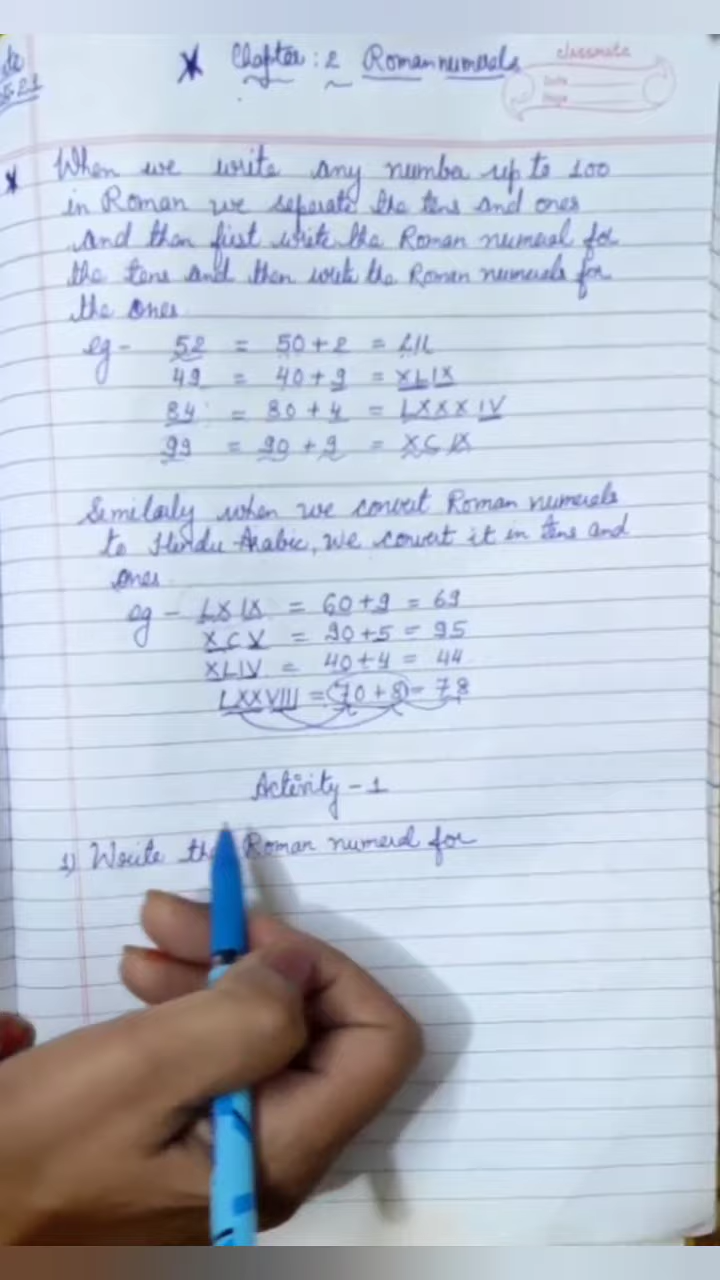 * Chapter : 2 Roman numerals
classmate
Date
Page
* When we write any number up to 100
in Roman we seperate the tens and ones
and then first write the Roman numeral for
the tens and then write the Roman numerals for
the ones
eg - 52 = 50 + 2 = LII
49 = 40 + 9 = XLIX
84 = 80 + 4 = LXXXIV
99 = 90 + 9 = XCIX
Similarly when we convert Roman numerals
to Hindu Arabic, we convert it in tens and
ones
eg - LXIX = 60 + 9 = 69
XCV = 90 + 5 = 95
XLIV = 40 + 4 = 44
LXXVIII = 70 + 8 = 78
Activity - 1
1) Write the Roman numeral for